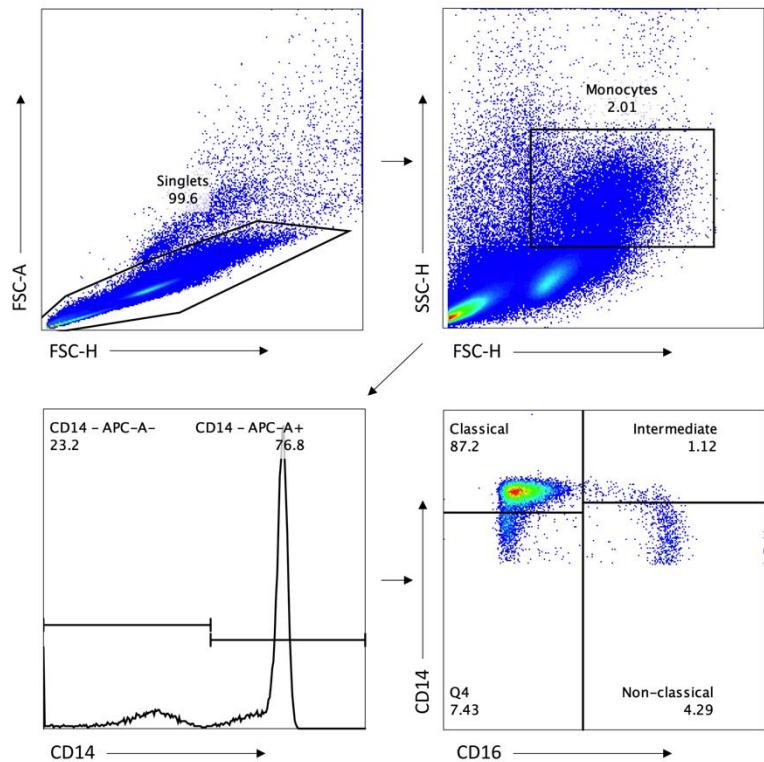 Singlets
99.6
FSC-A
FSC-H
Monocytes
2.01
SSC-H
FSC-H
CD14 - APC-A-
23.2
CD14 - APC-A+
76.8
CD14
Classical
87.2
Intermediate
1.12
Q4
7.43
Non-classical
4.29
CD14
CD16